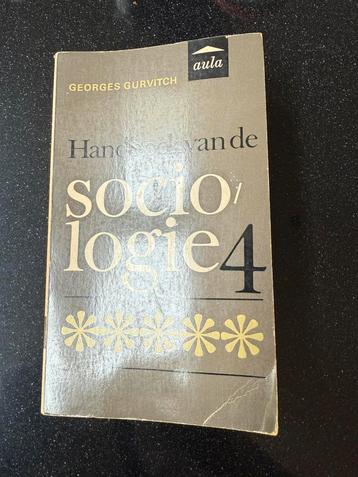 aula
GEORGES GURVITCH
Handboek van de
socio/
logie 4